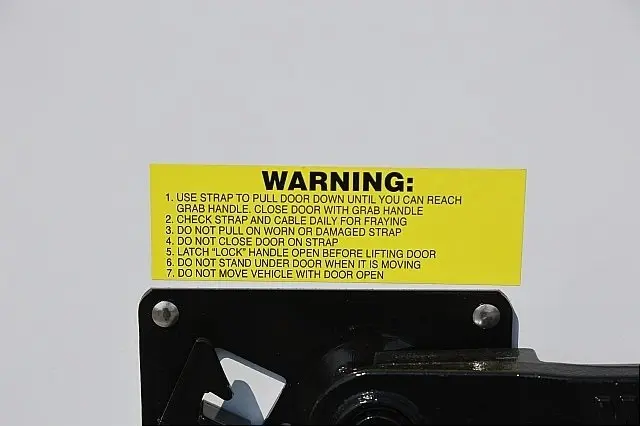 WARNING:
1. USE STRAP TO PULL DOOR DOWN UNTIL YOU CAN REACH
GRAB HANDLE. CLOSE DOOR WITH GRAB HANDLE
2. CHECK STRAP AND CABLE DAILY FOR FRAYING
3. DO NOT PULL ON WORN OR DAMAGED STRAP
4. DO NOT CLOSE DOOR ON STRAP
5. LATCH "LOCK" HANDLE OPEN BEFORE LIFTING DOOR
6. DO NOT STAND UNDER DOOR WHEN IT IS MOVING
7. DO NOT MOVE VEHICLE WITH DOOR OPEN